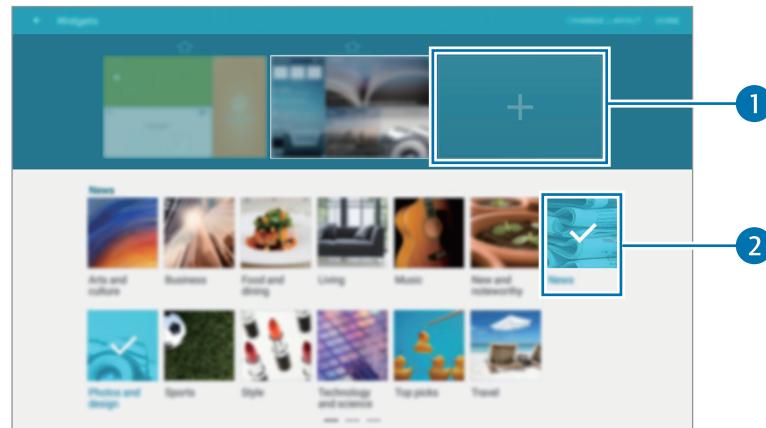 Widgets
CHANGE LAYOUT DONE
1
News
2
Arts and
culture
Business
Food and
dining
Living
Music
New and
noteworthy
News
Photos and
design
Sports
Style
Technology
and science
Top picks
Travel